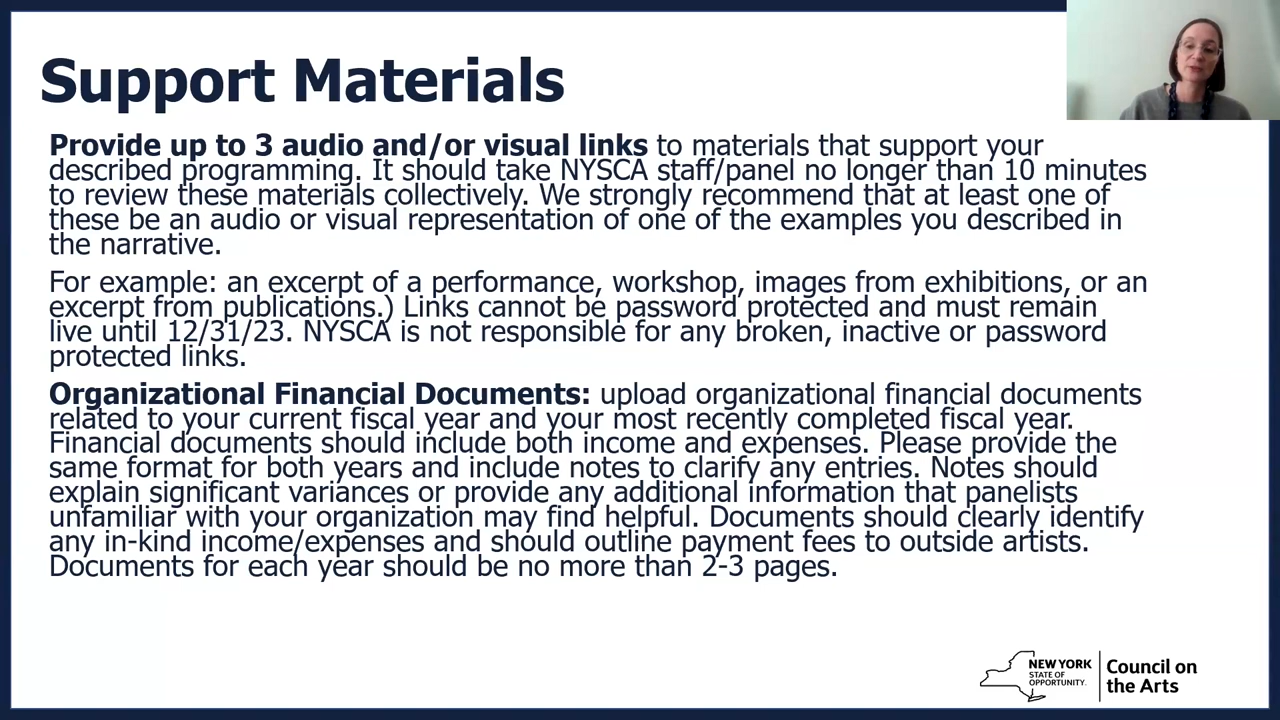 Support Materials
Provide up to 3 audio and/or visual links to materials that support your
described programming. It should take NYSCA staff/panel no longer than 10 minutes
to review these materials collectively. We strongly recommend that at least one of
these be an audio or visual representation of one of the examples you described in
the narrative.
For example: an excerpt of a performance, workshop, images from exhibitions, or an
excerpt from publications.) Links cannot be password protected and must remain
live until 12/31/23. NYSCA is not responsible for any broken, inactive or password
protected links.
Organizational Financial Documents: upload organizational financial documents
related to your current fiscal year and your most recently completed fiscal year.
Financial documents should include both income and expenses. Please provide the
same format for both years and include notes to clarify any entries. Notes should
explain significant variances or provide any additional information that panelists
unfamiliar with your organization may find helpful. Documents should clearly identify
any in-kind income/expenses and should outline payment fees to outside artists.
Documents for each year should be no more than 2-3 pages.
NEW YORK
STATE OF
OPPORTUNITY.
Council on
the Arts